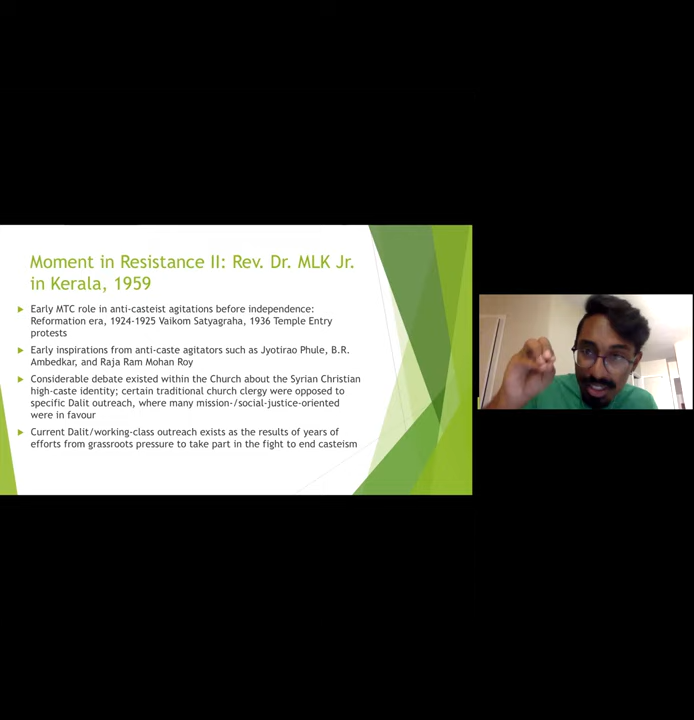 Moment in Resistance II: Rev. Dr. MLK Jr.
in Kerala, 1959
Early MTC role in anti-casteist agitations before independence:
Reformation era, 1924-1925 Vaikom Satyagraha, 1936 Temple Entry
protests
Early inspirations from anti-caste agitators such as Jyotirao Phule, B.R.
Ambedkar, and Raja Ram Mohan Roy
Considerable debate existed within the Church about the Syrian Christian
high-caste identity; certain traditional church clergy were opposed to
specific Dalit outreach, where many mission-/social-justice-oriented
were in favour
Current Dalit/working-class outreach exists as the results of years of
efforts from grassroots pressure to take part in the fight to end casteism